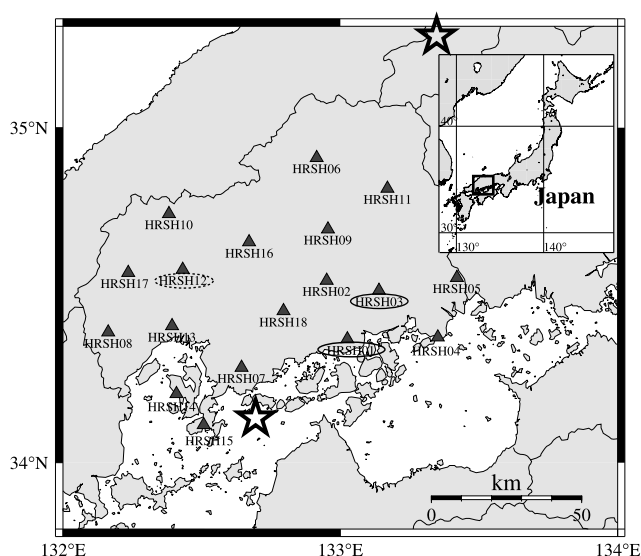 35°N
HRSH06
HRSH11
40°
Japan
30°
130°
140°
HRSH10
HRSH09
HRSH16
HRSH17
HRSH12
HRSH02
HRSH03
HRSH05
HRSH18
HRSH08
HRSH13
HRSH01
HRSH04
HRSH07
HRSH14
HRSH15
34°N
km
0
50
132°E
133°E
134°E